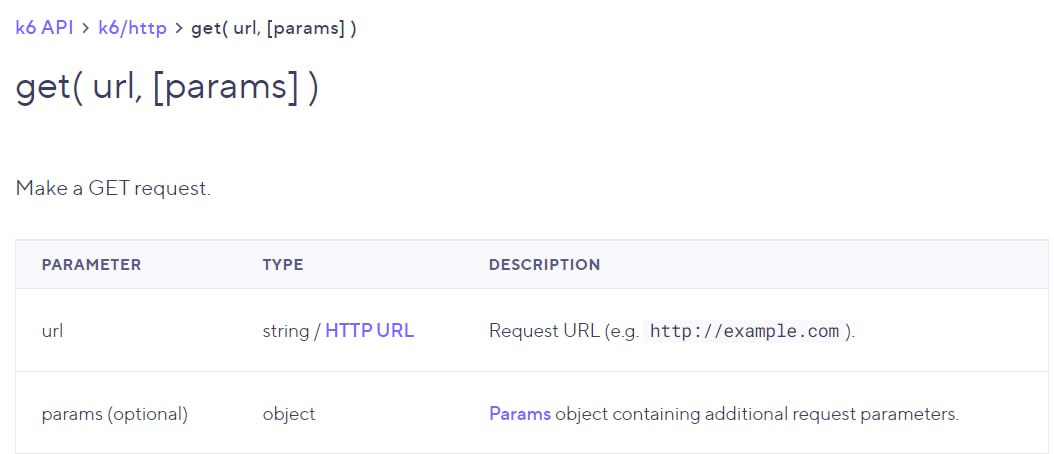 k6 API > k6/http > get( url, [params] )
get( url, [params] )
Make a GET request.
PARAMETER TYPE DESCRIPTION
url string / HTTP URL Request URL (e.g. http://example.com ).
params (optional) object Params object containing additional request parameters.